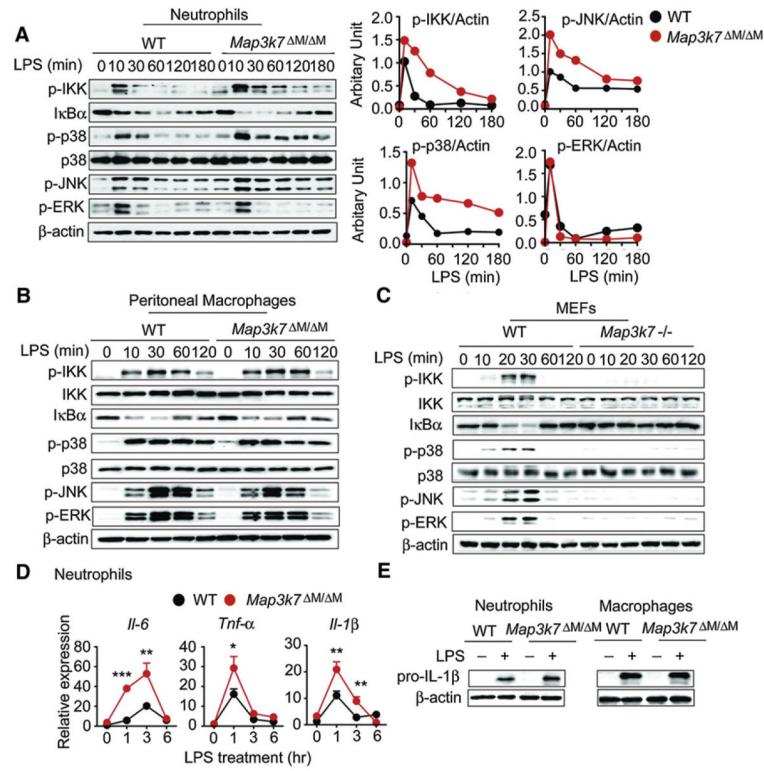 A
Neutrophils
WT Map3k7 ΔM/ΔM
LPS (min) 0 10 30 60 120 180 0 10 30 60 120 180
p-IKK
IκBα
p-p38
p38
p-JNK
p-ERK
β-actin
p-IKK/Actin
Arbitary Unit
2.0
1.5
1.0
0.5
0.0
0 60 120 180
p-JNK/Actin
2.5
2.0
1.5
1.0
0.5
0.0
0 60 120 180
WT
Map3k7 ΔM/ΔM
p-p38/Actin
Arbitary Unit
1.5
1.0
0.5
0.0
0 60 120 180
LPS (min)
p-ERK/Actin
2.0
1.5
1.0
0.5
0.0
0 60 120 180
LPS (min)
B
Peritoneal Macrophages
WT Map3k7 ΔM/ΔM
LPS (min) 0 10 30 60 120 0 10 30 60 120
p-IKK
IKK
IκBα
p-p38
p38
p-JNK
p-ERK
β-actin
C
MEFs
WT Map3k7 -/-
LPS (min) 0 10 20 30 60 120 0 10 20 30 60 120
p-IKK
IKK
IκBα
p-p38
p38
p-JNK
p-ERK
β-actin
D Neutrophils
WT Map3k7 ΔM/ΔM
Relative expression
Il-6
80
60
40
20
0
*** **
0 1 3 6
Tnf-α
40
30
20
10
0
*
0 1 3 6
Il-1β
30
20
10
0
** **
0 1 3 6
LPS treatment (hr)
E
Neutrophils
WT Map3k7 ΔM/ΔM
LPS − + − +
pro-IL-1β
β-actin
Macrophages
WT Map3k7 ΔM/ΔM
− + − +